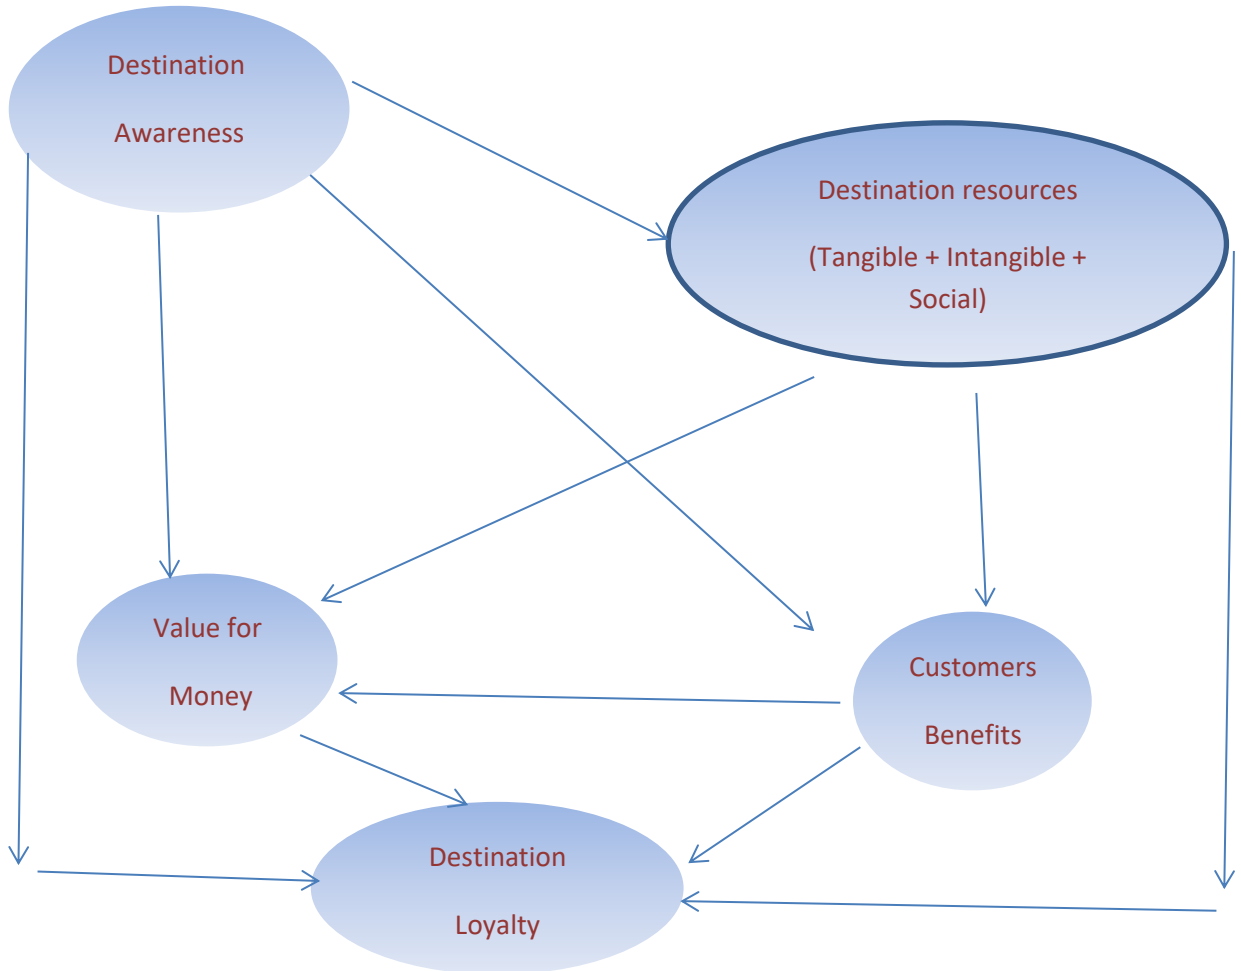 Destination
Awareness
Destination resources
(Tangible + Intangible +
Social)
Value for
Money
Customers
Benefits
Destination
Loyalty